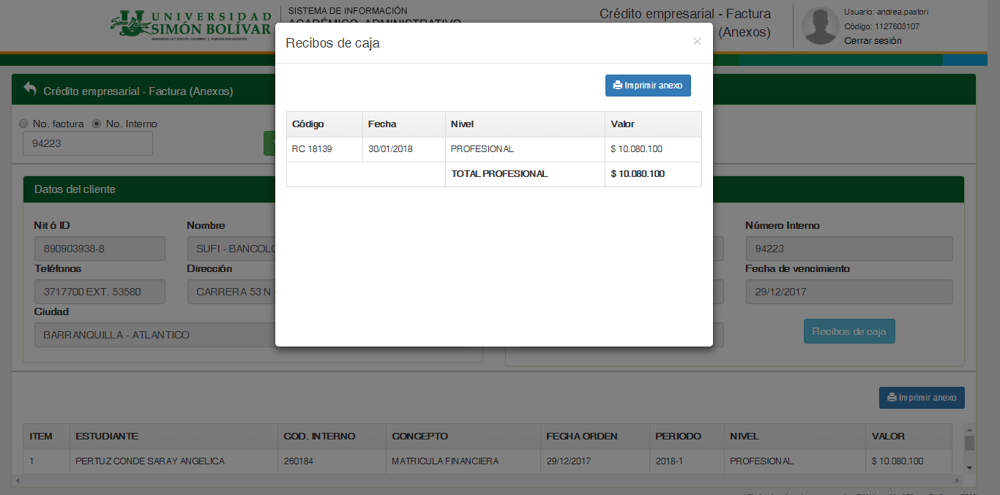 UNIVERSIDAD
SIMÓN BOLÍVAR
SISTEMA DE INFORMACIÓN
ACADÉMICO - ADMINISTRATIVO
Crédito empresarial - Factura
(Anexos)
Usuario: andrea.pastori
Código: 1127603107
Cerrar sesión
Recibos de caja
×
Imprimir anexo
Código Fecha Nivel Valor
RC 18139 30/01/2018 PROFESIONAL $ 10.080.100
TOTAL PROFESIONAL $ 10.080.100
Crédito empresarial - Factura (Anexos)
No. factura No. Interno
94223
Datos del cliente
Nit ó ID Nombre Número Interno
890903938-8 SUFI - BANCOLO 94223
Teléfonos Dirección Fecha de vencimiento
3717700 EXT. 53580 CARRERA 53 N 29/12/2017
Ciudad
BARRANQUILLA - ATLANTICO
Recibos de caja
Imprimir anexo
ITEM ESTUDIANTE COD. INTERNO CONCEPTO FECHA ORDEN PERIODO NIVEL VALOR
1 PERTUZ CONDE SARAY ANGELICA 260184 MATRICULA FINANCIERA 29/12/2017 2018-1 PROFESIONAL $ 10.080.100